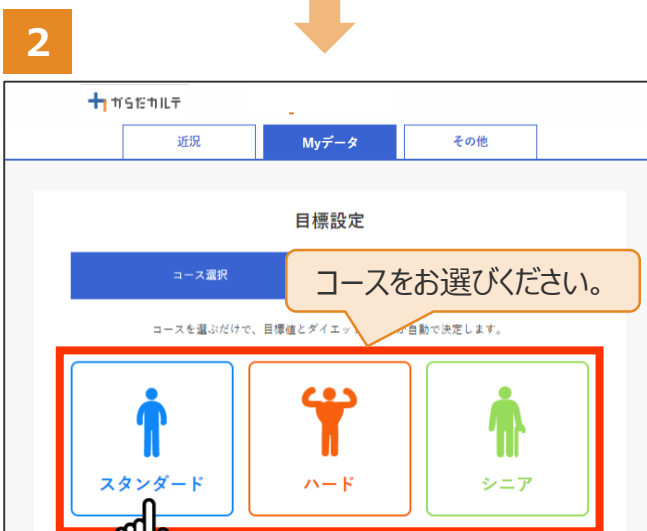 2
からだカルテ
近況
Myデータ
その他
目標設定
コース選択
コースをお選びください。
コースを選ぶだけで、目標値とダイエッ
が自動で決定します。
スタンダード
ハード
シニア